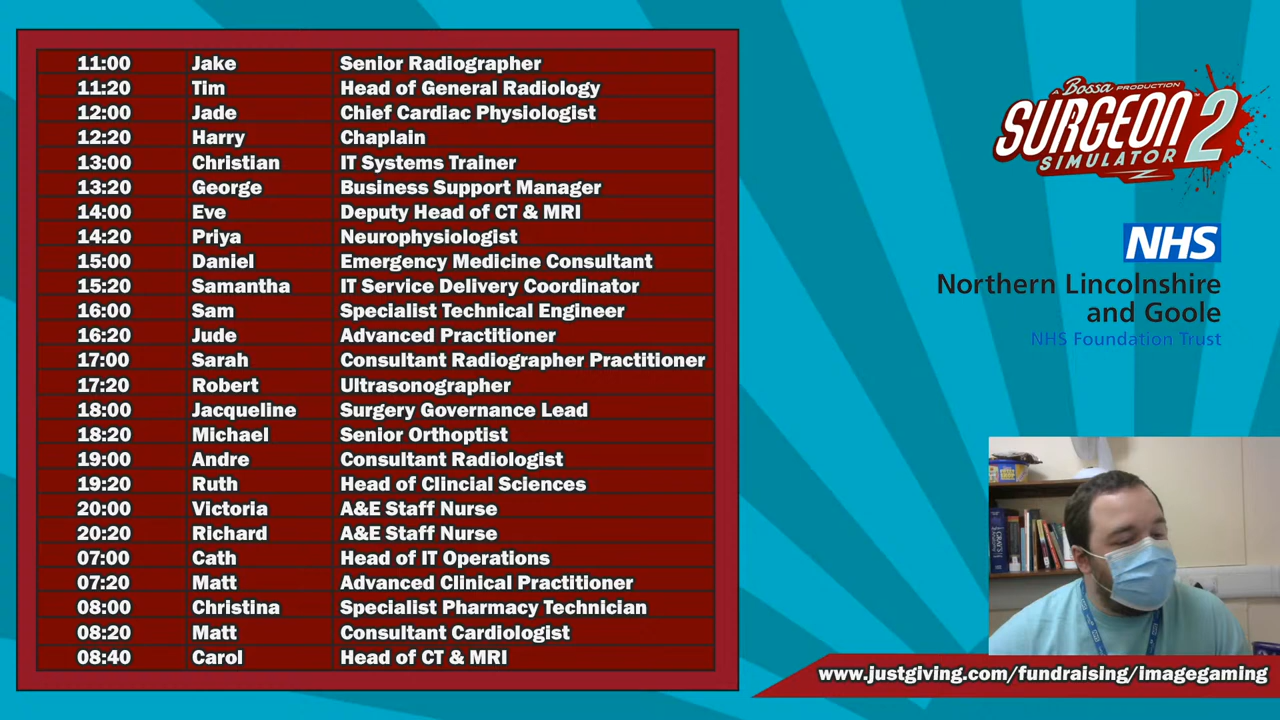 11:00 Jake Senior Radiographer
11:20 Tim Head of General Radiology
12:00 Jade Chief Cardiac Physiologist
12:20 Harry Chaplain
13:00 Christian IT Systems Trainer
13:20 George Business Support Manager
14:00 Eve Deputy Head of CT & MRI
14:20 Priya Neurophysiologist
15:00 Daniel Emergency Medicine Consultant
15:20 Samantha IT Service Delivery Coordinator
16:00 Sam Specialist Technical Engineer
16:20 Jude Advanced Practitioner
17:00 Sarah Consultant Radiographer Practitioner
17:20 Robert Ultrasonographer
18:00 Jacqueline Surgery Governance Lead
18:20 Michael Senior Orthoptist
19:00 Andre Consultant Radiologist
19:20 Ruth Head of Clincial Sciences
20:00 Victoria A&E Staff Nurse
20:20 Richard A&E Staff Nurse
07:00 Cath Head of IT Operations
07:20 Matt Advanced Clinical Practitioner
08:00 Christina Specialist Pharmacy Technician
08:20 Matt Consultant Cardiologist
08:40 Carol Head of CT & MRI
A Bossa PRODUCTION
SURGEON
SIMULATOR 2
NHS
Northern Lincolnshire
and Goole
NHS Foundation Trust
www.justgiving.com/fundraising/imagegaming